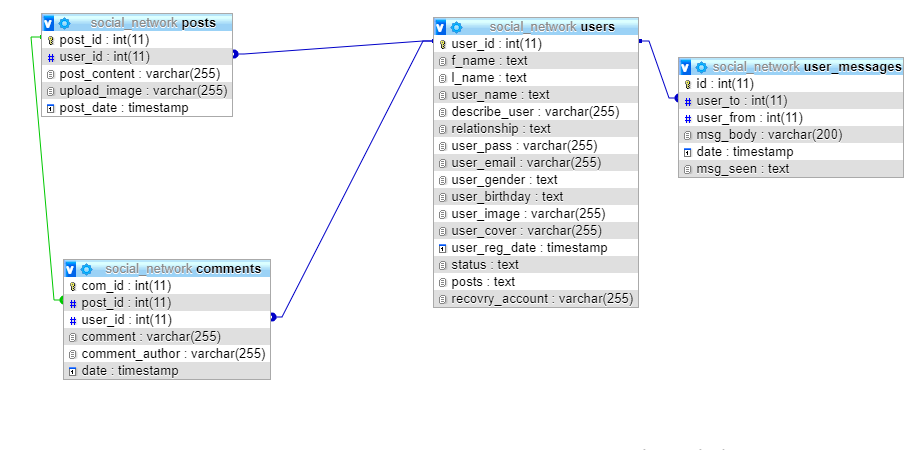 social_network posts
post_id : int(11)
user_id : int(11)
post_content : varchar(255)
upload_image : varchar(255)
post_date : timestamp
social_network users
user_id : int(11)
f_name : text
l_name : text
user_name : text
describe_user : varchar(255)
relationship : text
user_pass : varchar(255)
user_email : varchar(255)
user_gender : text
user_birthday : text
user_image : varchar(255)
user_cover : varchar(255)
user_reg_date : timestamp
status : text
posts : text
recovry_account : varchar(255)
social_network user_messages
id : int(11)
user_to : int(11)
user_from : int(11)
msg_body : varchar(200)
date : timestamp
msg_seen : text
social_network comments
com_id : int(11)
post_id : int(11)
user_id : int(11)
comment : varchar(255)
comment_author : varchar(255)
date : timestamp